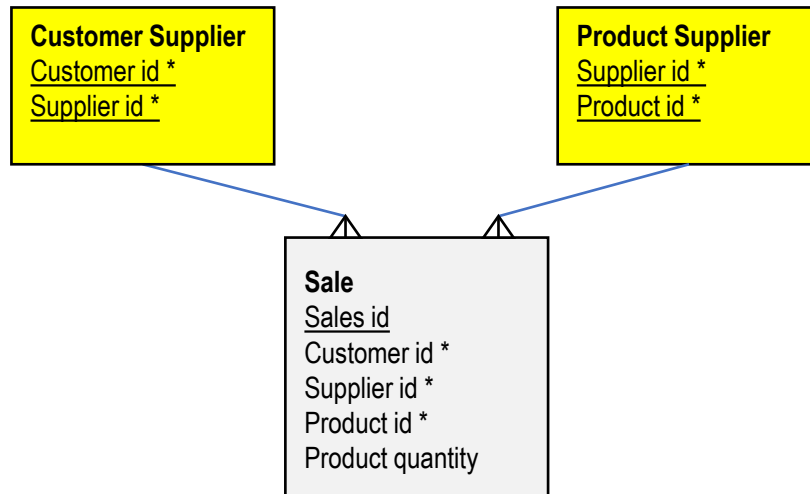 Customer Supplier
Customer id *
Supplier id *
Product Supplier
Supplier id *
Product id *
Sale
Sales id
Customer id *
Supplier id *
Product id *
Product quantity